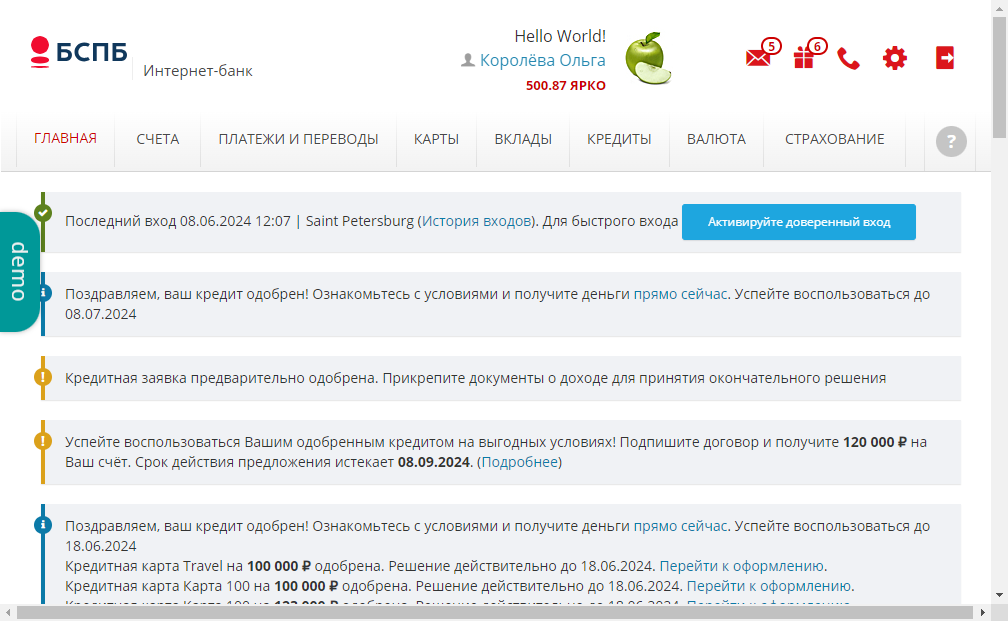 БСПБ
Интернет-банк
Hello World!
Королёва Ольга
500.87 ЯРКО
5
6
ГЛАВНАЯ
СЧЕТА
ПЛАТЕЖИ И ПЕРЕВОДЫ
КАРТЫ
ВКЛАДЫ
КРЕДИТЫ
ВАЛЮТА
СТРАХОВАНИЕ
?
demo
Последний вход 08.06.2024 12:07 | Saint Petersburg (История входов). Для быстрого входа Активируйте доверенный вход
Поздравляем, ваш кредит одобрен! Ознакомьтесь с условиями и получите деньги прямо сейчас. Успейте воспользоваться до
08.07.2024
Кредитная заявка предварительно одобрена. Прикрепите документы о доходе для принятия окончательного решения
Успейте воспользоваться Вашим одобренным кредитом на выгодных условиях! Подпишите договор и получите 120 000 ₽ на
Ваш счёт. Срок действия предложения истекает 08.09.2024. (Подробнее)
Поздравляем, ваш кредит одобрен! Ознакомьтесь с условиями и получите деньги прямо сейчас. Успейте воспользоваться до
18.06.2024
Кредитная карта Travel на 100 000 ₽ одобрена. Решение действительно до 18.06.2024. Перейти к оформлению.
Кредитная карта Карта 100 на 100 000 ₽ одобрена. Решение действительно до 18.06.2024. Перейти к оформлению.